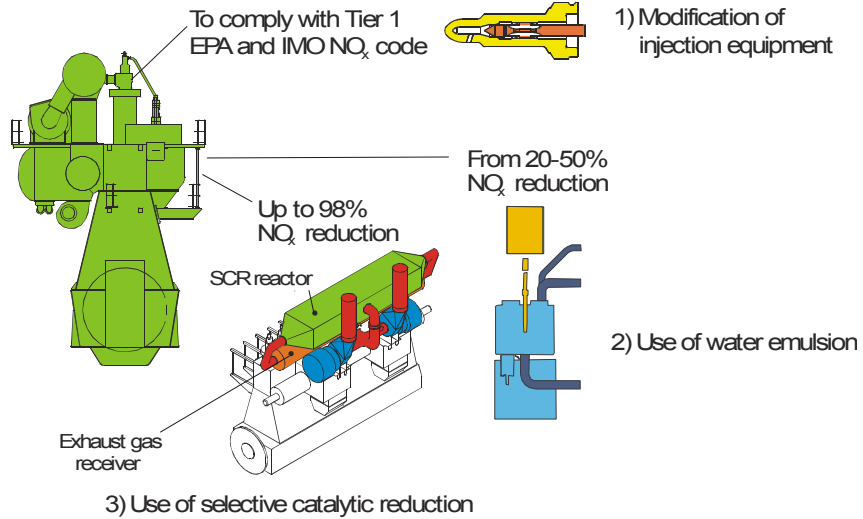 To comply with Tier 1
EPA and IMO NOx code
1) Modification of
injection equipment
From 20-50%
NOx reduction
Up to 98%
NOx reduction
SCR reactor
2) Use of water emulsion
Exhaust gas
receiver
3) Use of selective catalytic reduction